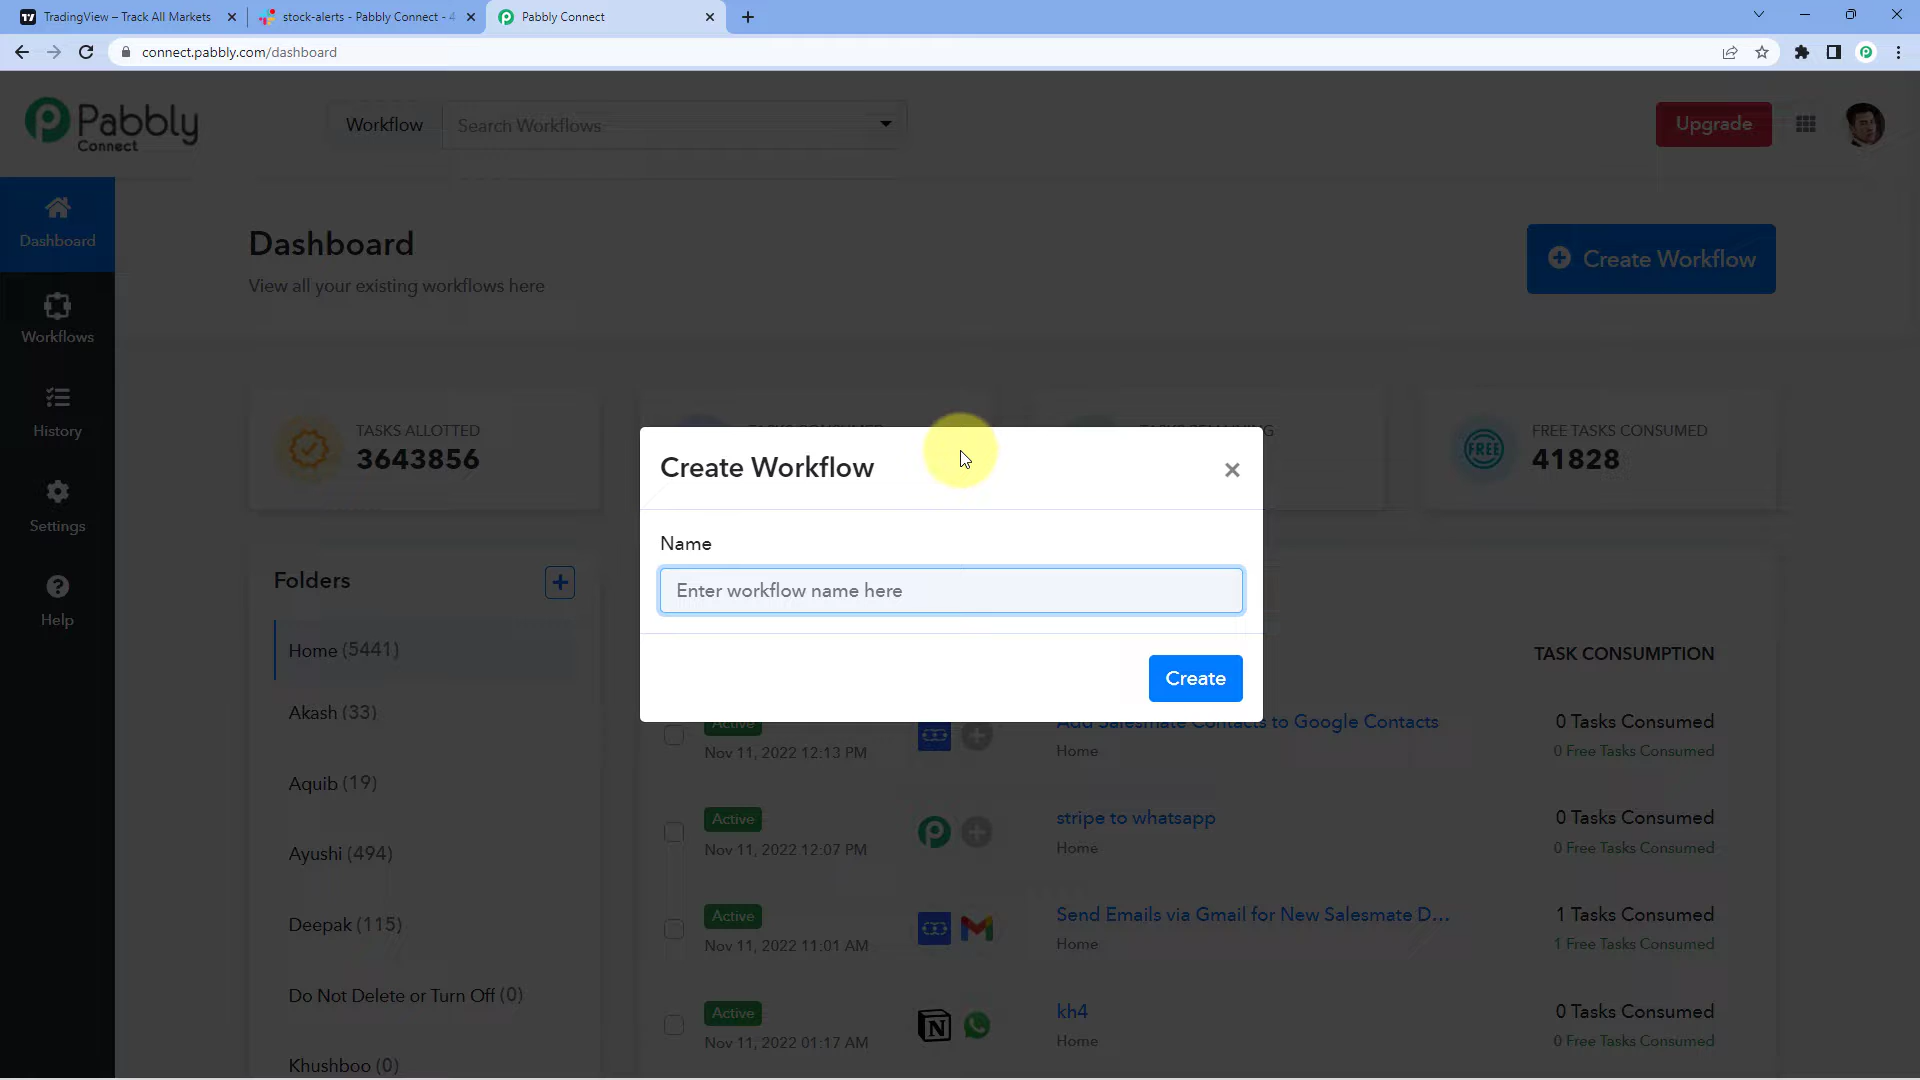 TradingView – Track All Markets
stock-alerts - Pabbly Connect - 4
Pabbly Connect
connect.pabbly.com/dashboard
Pabbly
Connect
Workflow
Search Workflows
Upgrade
Dashboard
Workflows
History
Settings
Help
Dashboard
View all your existing workflows here
Create Workflow
TASKS ALLOTTED
3643856
FREE TASKS CONSUMED
41828
FREE
Create Workflow
×
Name
Enter workflow name here
Create
Folders
Home (5441)
Akash (33)
Aquib (19)
Ayushi (494)
Deepak (115)
Do Not Delete or Turn Off (0)
Khushboo (0)
TASK CONSUMPTION
Active
Nov 11, 2022 12:13 PM
Add Salesmate Contacts to Google Contacts
Home
0 Tasks Consumed
0 Free Tasks Consumed
Active
Nov 11, 2022 12:07 PM
stripe to whatsapp
Home
0 Tasks Consumed
0 Free Tasks Consumed
Active
Nov 11, 2022 11:01 AM
Send Emails via Gmail for New Salesmate D...
Home
1 Tasks Consumed
1 Free Tasks Consumed
Active
Nov 11, 2022 01:17 AM
kh4
Home
0 Tasks Consumed
0 Free Tasks Consumed